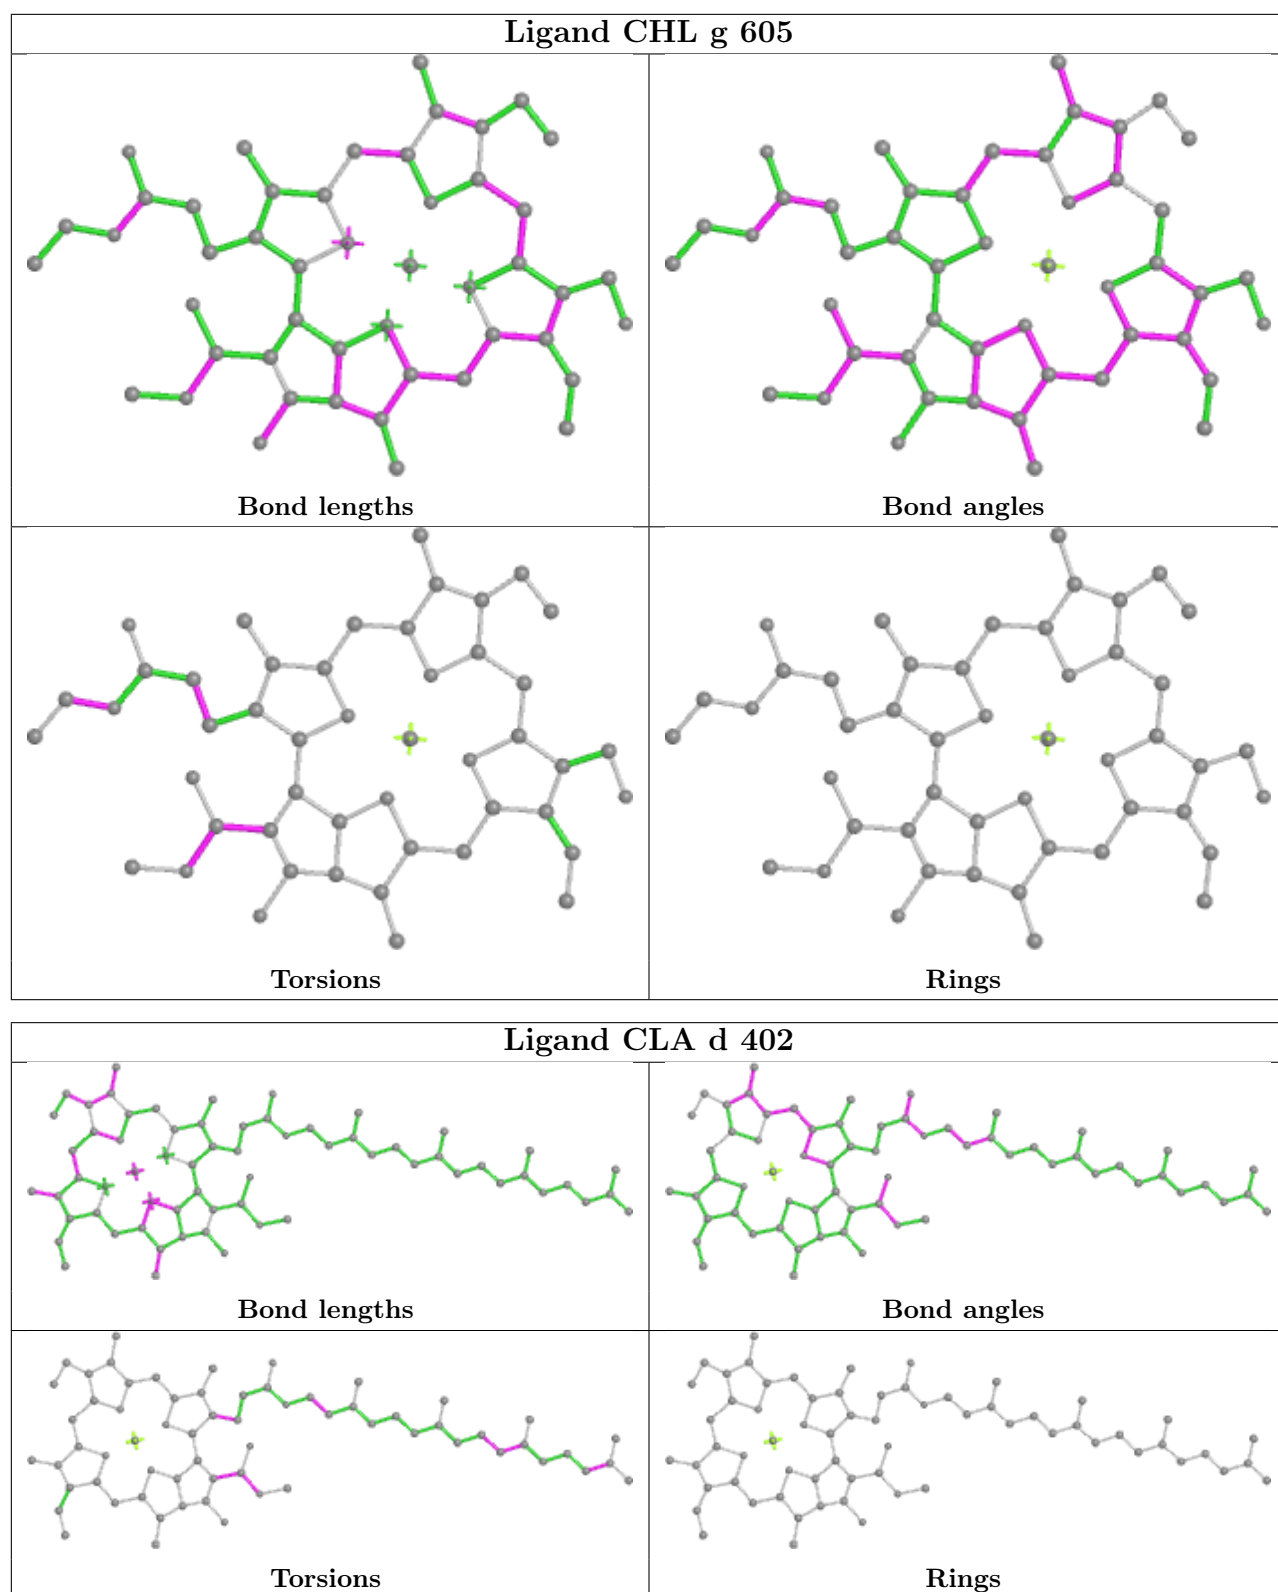 Ligand CHL g 605
Bond lengths
Bond angles
Torsions
Rings
Ligand CLA d 402
Bond lengths
Bond angles
Torsions
Rings